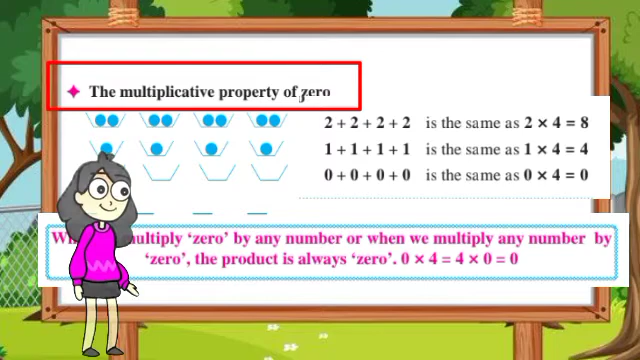 The multiplicative property of zero
2 + 2 + 2 + 2 is the same as 2 × 4 = 8
1 + 1 + 1 + 1 is the same as 1 × 4 = 4
0 + 0 + 0 + 0 is the same as 0 × 4 = 0
multiply ‘zero’ by any number or when we multiply any number by
‘zero’, the product is always ‘zero’. 0 × 4 = 4 × 0 = 0